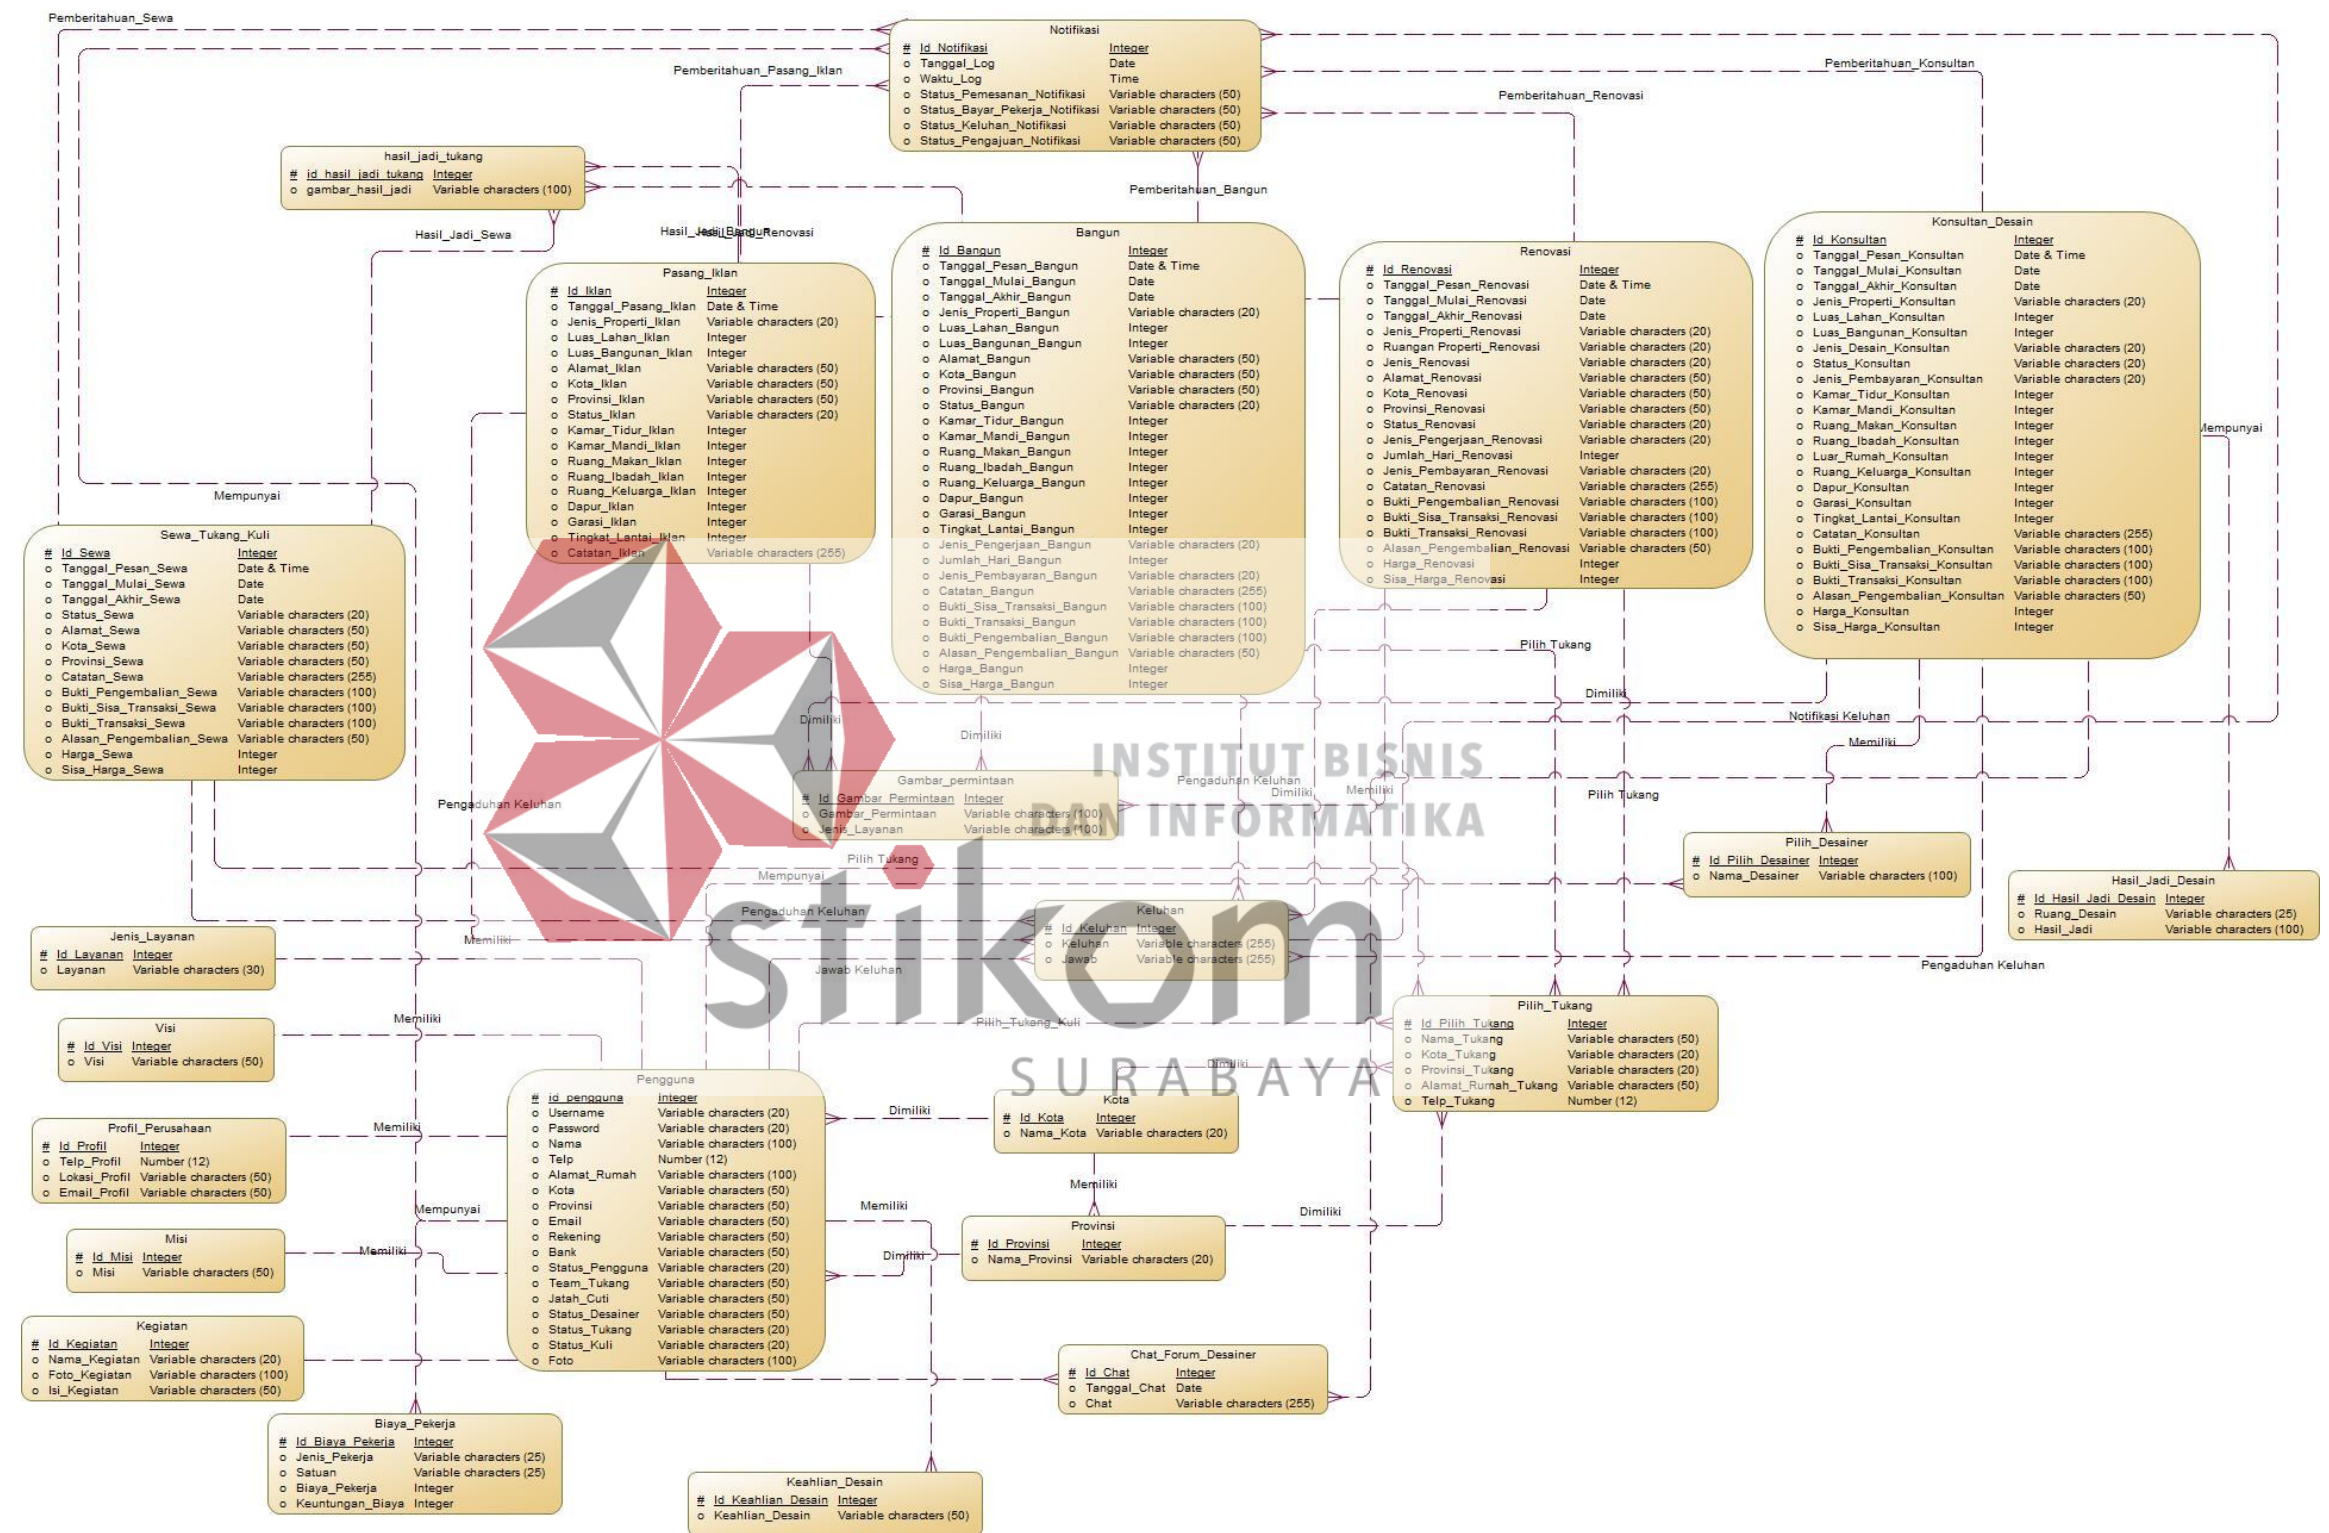 Pemberitahuan_Sewa
Notifikasi
# Id_Notifikasi Integer
o Tanggal_Log Date
o Waktu_Log Time
o Status_Pemesanan_Notifikasi Variable characters (50)
o Status_Bayar_Pekerja_Notifikasi Variable characters (50)
o Status_Keluhan_Notifikasi Variable characters (50)
o Status_Pengajuan_Notifikasi Variable characters (50)
Pemberitahuan_Pasang_Iklan
Pemberitahuan_Konsultan
Pemberitahuan_Renovasi
Pemberitahuan_Bangun
hasil_jadi_tukang
# id_hasil_jadi_tukang Integer
o gambar_hasil_jadi Variable characters (100)
Hasil_Jadi_Sewa
Hasil_Jadi_Bangun
Hasil_Jadi_Renovasi
Pasang_Iklan
# Id_Iklan Integer
o Tanggal_Pasang_Iklan Date & Time
o Jenis_Properti_Iklan Variable characters (20)
o Luas_Lahan_Iklan Integer
o Luas_Bangunan_Iklan Integer
o Alamat_Iklan Variable characters (50)
o Kota_Iklan Variable characters (50)
o Provinsi_Iklan Variable characters (50)
o Status_Iklan Variable characters (20)
o Kamar_Tidur_Iklan Integer
o Kamar_Mandi_Iklan Integer
o Ruang_Makan_Iklan Integer
o Ruang_Ibadah_Iklan Integer
o Ruang_Keluarga_Iklan Integer
o Dapur_Iklan Integer
o Garasi_Iklan Integer
o Tingkat_Lantai_Iklan Integer
o Catatan_Iklan Variable characters (255)
Bangun
# Id_Bangun Integer
o Tanggal_Pesan_Bangun Date & Time
o Tanggal_Mulai_Bangun Date
o Tanggal_Akhir_Bangun Date
o Jenis_Properti_Bangun Variable characters (20)
o Luas_Lahan_Bangun Integer
o Luas_Bangunan_Bangun Integer
o Alamat_Bangun Variable characters (50)
o Kota_Bangun Variable characters (50)
o Provinsi_Bangun Variable characters (50)
o Status_Bangun Variable characters (20)
o Kamar_Tidur_Bangun Integer
o Kamar_Mandi_Bangun Integer
o Ruang_Makan_Bangun Integer
o Ruang_Ibadah_Bangun Integer
o Ruang_Keluarga_Bangun Integer
o Dapur_Bangun Integer
o Garasi_Bangun Integer
o Tingkat_Lantai_Bangun Integer
o Jenis_Pengerjaan_Bangun Variable characters (20)
o Jumlah_Hari_Bangun Integer
o Jenis_Pembayaran_Bangun Variable characters (20)
o Catatan_Bangun Variable characters (255)
o Bukti_Sisa_Transaksi_Bangun Variable characters (100)
o Bukti_Transaksi_Bangun Variable characters (100)
o Bukti_Pengembalian_Bangun Variable characters (100)
o Alasan_Pengembalian_Bangun Variable characters (50)
o Harga_Bangun Integer
o Sisa_Harga_Bangun Integer
Renovasi
# Id_Renovasi Integer
o Tanggal_Pesan_Renovasi Date & Time
o Tanggal_Mulai_Renovasi Date
o Tanggal_Akhir_Renovasi Date
o Jenis_Properti_Renovasi Variable characters (20)
o Ruangan Properti_Renovasi Variable characters (20)
o Jenis_Renovasi Variable characters (20)
o Alamat_Renovasi Variable characters (50)
o Kota_Renovasi Variable characters (50)
o Provinsi_Renovasi Variable characters (50)
o Status_Renovasi Variable characters (20)
o Jenis_Pengerjaan_Renovasi Variable characters (20)
o Jumlah_Hari_Renovasi Integer
o Jenis_Pembayaran_Renovasi Variable characters (20)
o Catatan_Renovasi Variable characters (255)
o Bukti_Pengembalian_Renovasi Variable characters (100)
o Bukti_Sisa_Transaksi_Renovasi Variable characters (100)
o Bukti_Transaksi_Renovasi Variable characters (100)
o Alasan_Pengembalian_Renovasi Variable characters (50)
o Harga_Renovasi Integer
o Sisa_Harga_Renovasi Integer
Konsultan_Desain
# Id_Konsultan Integer
o Tanggal_Pesan_Konsultan Date & Time
o Tanggal_Mulai_Konsultan Date
o Tanggal_Akhir_Konsultan Date
o Jenis_Properti_Konsultan Variable characters (20)
o Luas_Lahan_Konsultan Integer
o Luas_Bangunan_Konsultan Integer
o Jenis_Desain_Konsultan Variable characters (20)
o Status_Konsultan Variable characters (20)
o Jenis_Pembayaran_Konsultan Variable characters (20)
o Kamar_Tidur_Konsultan Integer
o Kamar_Mandi_Konsultan Integer
o Ruang_Makan_Konsultan Integer
o Ruang_Ibadah_Konsultan Integer
o Luar_Rumah_Konsultan Integer
o Ruang_Keluarga_Konsultan Integer
o Dapur_Konsultan Integer
o Garasi_Konsultan Integer
o Tingkat_Lantai_Konsultan Integer
o Catatan_Konsultan Variable characters (255)
o Bukti_Pengembalian_Konsultan Variable characters (100)
o Bukti_Sisa_Transaksi_Konsultan Variable characters (100)
o Bukti_Transaksi_Konsultan Variable characters (100)
o Alasan_Pengembalian_Konsultan Variable characters (50)
o Harga_Konsultan Integer
o Sisa_Harga_Konsultan Integer
Mempunyai
Mempunyai
Sewa_Tukang_Kuli
# Id_Sewa Integer
o Tanggal_Pesan_Sewa Date & Time
o Tanggal_Mulai_Sewa Date
o Tanggal_Akhir_Sewa Date
o Status_Sewa Variable characters (20)
o Alamat_Sewa Variable characters (50)
o Kota_Sewa Variable characters (50)
o Provinsi_Sewa Variable characters (50)
o Catatan_Sewa Variable characters (255)
o Bukti_Pengembalian_Sewa Variable characters (100)
o Bukti_Sisa_Transaksi_Sewa Variable characters (100)
o Bukti_Transaksi_Sewa Variable characters (100)
o Alasan_Pengembalian_Sewa Variable characters (50)
o Harga_Sewa Integer
o Sisa_Harga_Sewa Integer
Pilih Tukang
Dimiliki
Notifikasi Keluhan
Dimiliki
Dimiliki
Memiliki
INSTITUT BISNIS
DAN INFORMATIKA
Pengaduhan Keluhan
Dimiliki
Memiliki
Pilih Tukang
Pengaduhan Keluhan
Gambar_permintaan
# Id_Gambar_Permintaan Integer
o Gambar_Permintaan Variable characters (100)
o Jenis_Layanan Variable characters (100)
Pilih_Desainer
# Id_Pilih_Desainer Integer
o Nama_Desainer Variable characters (100)
Pilih Tukang
Mempunyai
Hasil_Jadi_Desain
# Id_Hasil_Jadi_Desain Integer
o Ruang_Desain Variable characters (25)
o Hasil_Jadi Variable characters (100)
Pengaduhan Keluhan
Keluhan
# Id_Keluhan Integer
o Keluhan Variable characters (255)
o Jawab Variable characters (255)
Memiliki
Jawab Keluhan
Pengaduhan Keluhan
stikom
SURABAYA
Jenis_Layanan
# Id_Layanan Integer
o Layanan Variable characters (30)
Visi
# Id_Visi Integer
o Visi Variable characters (50)
Memiliki
Pilih_Tukang_Kuli
Pilih_Tukang
# Id_Pilih_Tukang Integer
o Nama_Tukang Variable characters (50)
o Kota_Tukang Variable characters (20)
o Provinsi_Tukang Variable characters (20)
o Alamat_Rumah_Tukang Variable characters (50)
o Telp_Tukang Number (12)
Dimiliki
Pengguna
# id_pengguna Integer
o Username Variable characters (20)
o Password Variable characters (20)
o Nama Variable characters (100)
o Telp Number (12)
o Alamat_Rumah Variable characters (100)
o Kota Variable characters (50)
o Provinsi Variable characters (50)
o Email Variable characters (50)
o Rekening Variable characters (50)
o Bank Variable characters (50)
o Status_Pengguna Variable characters (20)
o Team_Tukang Variable characters (50)
o Jatah_Cuti Variable characters (50)
o Status_Desainer Variable characters (50)
o Status_Tukang Variable characters (20)
o Status_Kuli Variable characters (20)
o Foto Variable characters (100)
Kota
# Id_Kota Integer
o Nama_Kota Variable characters (20)
Dimiliki
Profil_Perusahaan
# Id_Profil Integer
o Telp_Profil Number (12)
o Lokasi_Profil Variable characters (50)
o Email_Profil Variable characters (50)
Memiliki
Memiliki
Mempunyai
Memiliki
Dimiliki
Provinsi
# Id_Provinsi Integer
o Nama_Provinsi Variable characters (20)
Misi
# Id_Misi Integer
o Misi Variable characters (50)
Memiliki
Dimiliki
Kegiatan
# Id_Kegiatan Integer
o Nama_Kegiatan Variable characters (20)
o Foto_Kegiatan Variable characters (100)
o Isi_Kegiatan Variable characters (50)
Chat_Forum_Desainer
# Id_Chat Integer
o Tanggal_Chat Date
o Chat Variable characters (255)
Biaya_Pekerja
# Id_Biaya_Pekerja Integer
o Jenis_Pekerja Variable characters (25)
o Satuan Variable characters (25)
o Biaya_Pekerja Integer
o Keuntungan_Biaya Integer
Keahlian_Desain
# Id_Keahlian_Desain Integer
o Keahlian_Desain Variable characters (50)